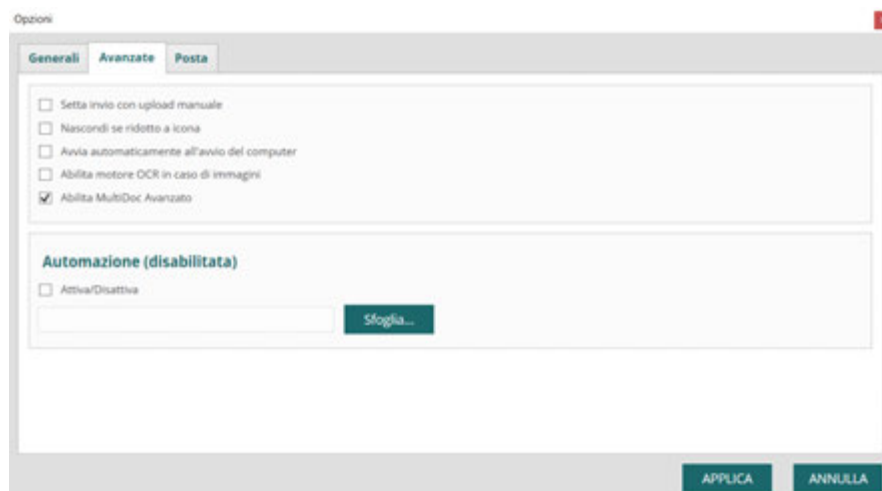 Opzioni
Generali Avanzate Posta
Setta invio con upload manuale
Nascondi se ridotto a icona
Avvia automaticamente all'avvio del computer
Abilita motore OCR in caso di immagini
Abilita MultiDoc Avanzato
Automazione (disabilitata)
Attiva/Disattiva
Sfoglia...
APPLICA ANNULLA